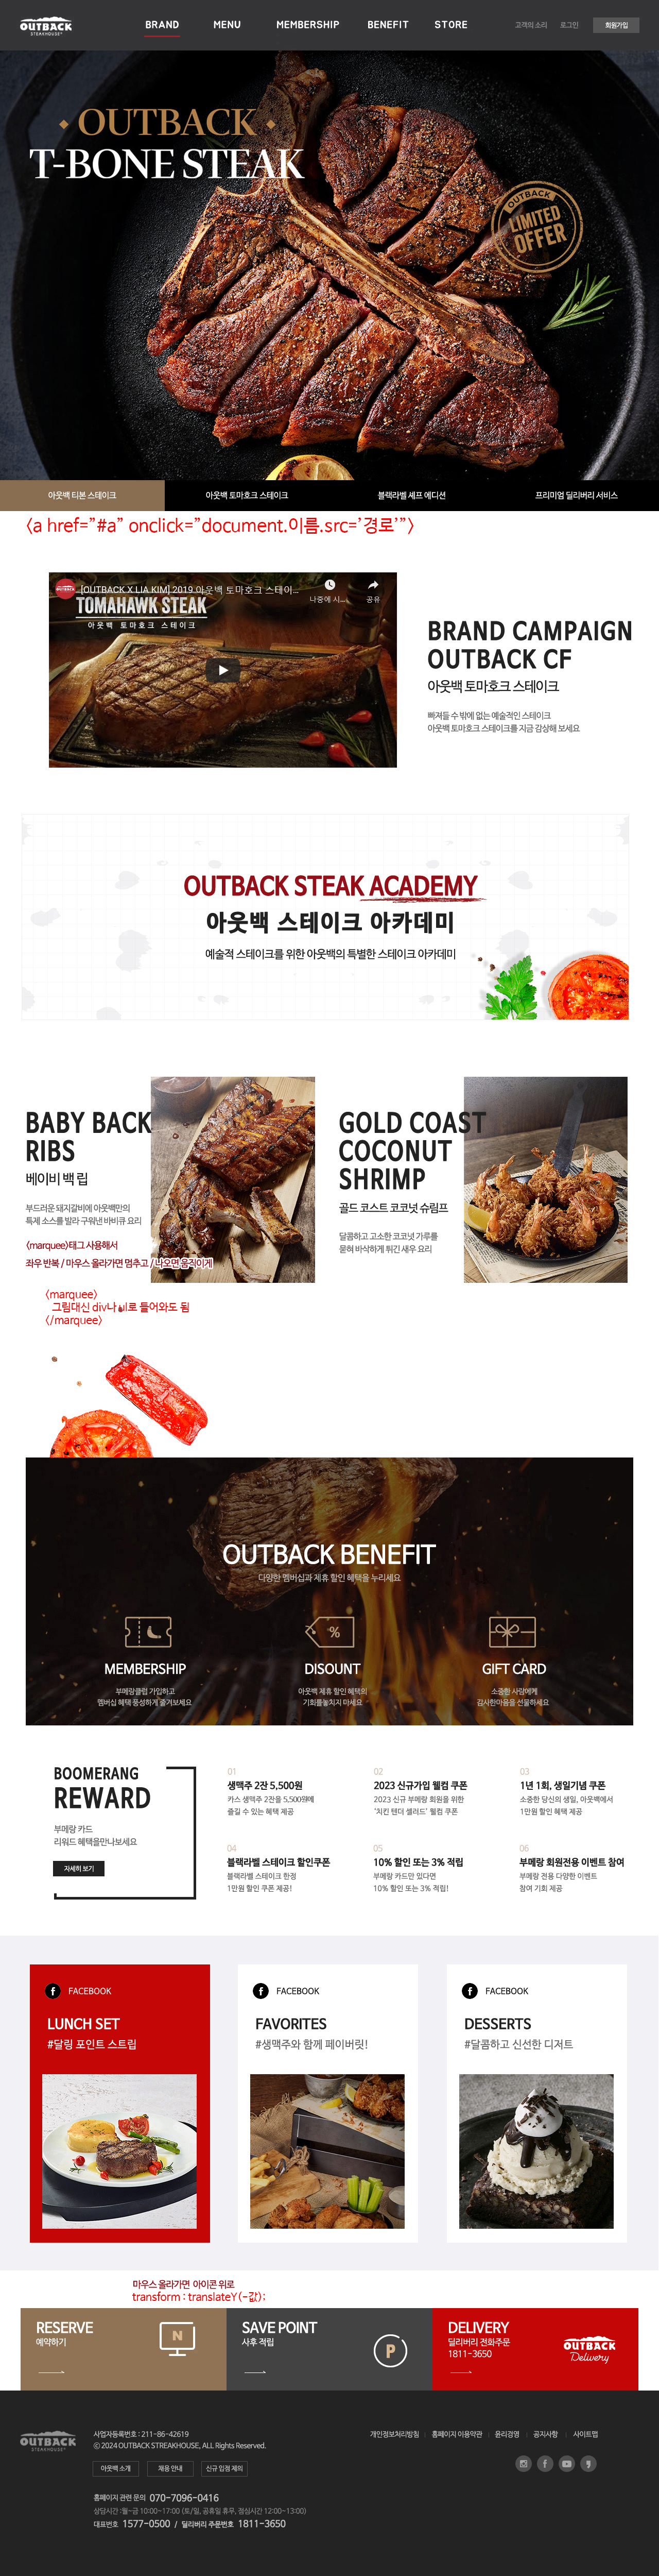 OUTBACK
STEAKHOUSE
BRAND
MENU
MEMBERSHIP
BENEFIT
STORE
고객의 소리
로그인
회원가입
OUTBACK
T-BONE STEAK
OUTBACK
LIMITED
OFFER
아웃백 티본 스테이크
아웃백 토마호크 스테이크
블랙라벨 셰프 에디션
프리미엄 딜리버리 서비스
<a href="#a" onclick="document.이름.src='경로'">
[OUTBACK X LIA KIM] 2019 아웃백 토마호크 스테이...
나중에 시...
공유
TOMAHAWK STEAK
아웃백 토마호크 스테이크
BRAND CAMPAIGN
OUTBACK CF
아웃백 토마호크 스테이크
빠져들 수 밖에 없는 예술적인 스테이크
아웃백 토마호크 스테이크를 지금 감상해 보세요
OUTBACK STEAK ACADEMY
아웃백 스테이크 아카데미
예술적 스테이크를 위한 아웃백의 특별한 스테이크 아카데미
BABY BACK
RIBS
베이비 백 립
부드러운 돼지갈비에 아웃백만의
특제 소스를 발라 구워낸 바비큐 요리
<marquee>태그 사용해서
좌우 반복 / 마우스 올라가면 멈추고 / 나오면 움직이게
GOLD COAST
COCONUT
SHRIMP
골드 코스트 코코넛 슈림프
달콤하고 고소한 코코넛 가루를
묻혀 바삭하게 튀긴 새우 요리
<marquee>
그림대신 div나 ul로 들어와도 됨
</marquee>
OUTBACK BENEFIT
다양한 멤버십과 제휴 할인 혜택을 누리세요
%
MEMBERSHIP
부메랑클럽 가입하고
멤버십 혜택 풍성하게 즐겨보세요
DISOUNT
아웃백 제휴 할인 혜택의
기회를놓치지 마세요
GIFT CARD
소중한 사람에게
감사한마음을 선물하세요
BOOMERANG
REWARD
부메랑 카드
리워드 혜택을만나보세요
자세히 보기
01
생맥주 2잔 5,500원
카스 생맥주 2잔을 5,500원에
즐길 수 있는 혜택 제공
02
2023 신규가입 웰컴 쿠폰
2023 신규 부메랑 회원을 위한
'치킨 텐더 샐러드' 웰컴 쿠폰
03
1년 1회, 생일기념 쿠폰
소중한 당신의 생일, 아웃백에서
1만원 할인 혜택 제공
04
블랙라벨 스테이크 할인쿠폰
블랙라벨 스테이크 한정
1만원 할인 쿠폰 제공!
05
10% 할인 또는 3% 적립
부메랑 카드만 있다면
10% 할인 또는 3% 적립!
06
부메랑 회원전용 이벤트 참여
부메랑 전용 다양한 이벤트
참여 기회 제공
f FACEBOOK
LUNCH SET
#달링 포인트 스트립
f FACEBOOK
FAVORITES
#생맥주와 함께 페이버릿!
f FACEBOOK
DESSERTS
#달콤하고 신선한 디저트
마우스 올라가면 아이콘 위로
transform : translateY(-값);
RESERVE
예약하기
N
SAVE POINT
사후 적립
P
DELIVERY
딜리버리 전화주문
1811-3650
OUTBACK
Delivery
OUTBACK
STEAKHOUSE
사업자등록번호 : 211-86-42619
ⓒ 2024 OUTBACK STREAKHOUSE, ALL Rights Reserved.
개인정보처리방침
홈페이지 이용약관
윤리경영
공지사항
사이트맵
아웃백 소개
채용 안내
신규 입점 제의
홈페이지 관련 문의 070-7096-0416
상담시간 :월~금 10:00~17:00 (토/일, 공휴일 휴무, 점심시간 12:00~13:00)
대표번호 1577-0500 / 딜리버리 주문번호 1811-3650